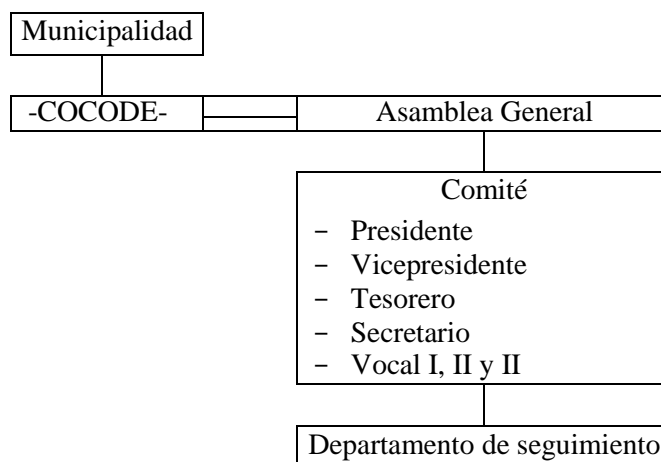 Municipalidad
-COCODE-
Asamblea General
Comité
– Presidente
– Vicepresidente
– Tesorero
– Secretario
– Vocal I, II y II
Departamento de seguimiento